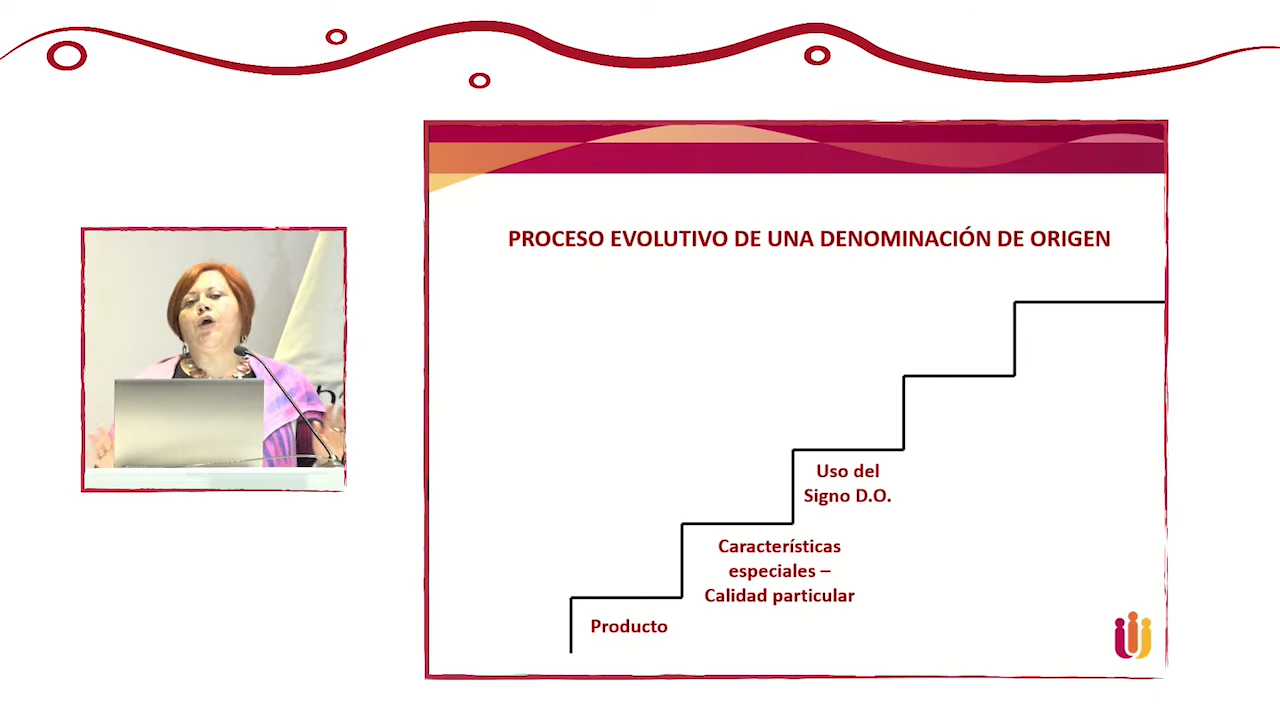 PROCESO EVOLUTIVO DE UNA DENOMINACIÓN DE ORIGEN
Uso del
Signo D.O.
Características
especiales –
Calidad particular
Producto